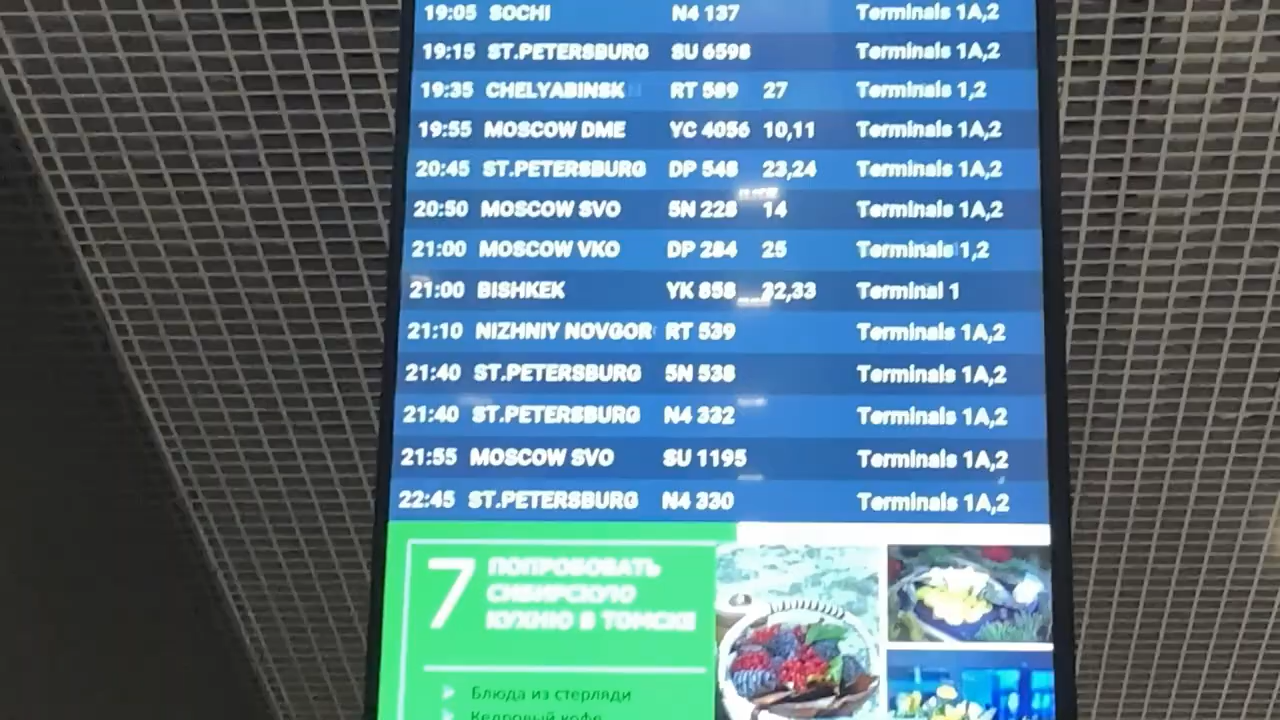 19:05 SOCHI N4 137 Terminals 1A,2
19:15 ST.PETERSBURG SU 6598 Terminals 1A,2
19:35 CHELYABINSK RT 589 27 Terminals 1,2
19:55 MOSCOW DME YC 4056 10,11 Terminals 1A,2
20:45 ST.PETERSBURG DP 548 23,24 Terminals 1A,2
20:50 MOSCOW SVO 5N 228 14 Terminals 1A,2
21:00 MOSCOW VKO DP 284 25 Terminals 1,2
21:00 BISHKEK YK 858 32,33 Terminal 1
21:10 NIZHNIY NOVGOR RT 539 Terminals 1A,2
21:40 ST.PETERSBURG 5N 538 Terminals 1A,2
21:40 ST.PETERSBURG N4 332 Terminals 1A,2
21:55 MOSCOW SVO SU 1195 Terminals 1A,2
22:45 ST.PETERSBURG N4 330 Terminals 1A,2
7 ПОПРОБОВАТЬ
СИБИРСКУЮ
КУХНЮ В ТОМСКЕ
Блюда из стерляди
Кедровый кофе